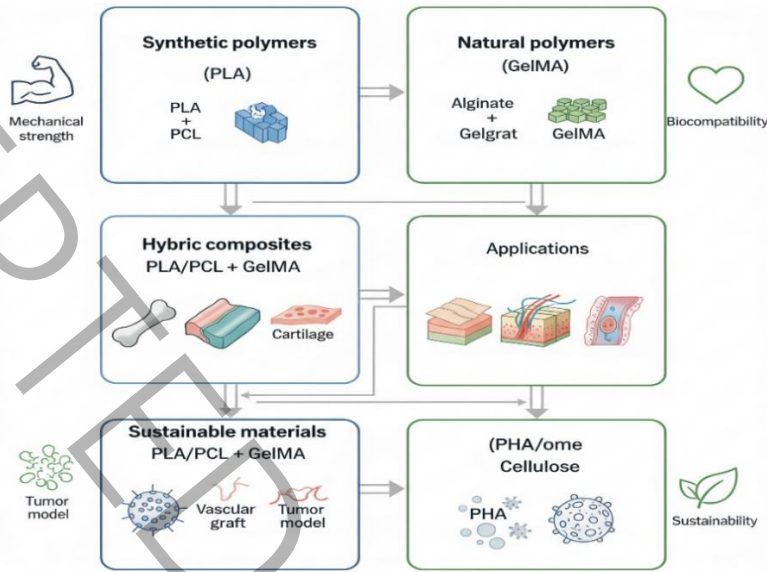 Synthetic polymers
(PLA)
PLA
+
PCL
Mechanical
strength
Natural polymers
(GelMA)
Alginate
+
Gelgrat
GelMA
Biocompatibility
Hybric composites
PLA/PCL + GelMA
Cartilage
Applications
Sustainable materials
PLA/PCL + GelMA
Vascular
graft
Tumor
model
Tumor
model
(PHA/ome
Cellulose
PHA
Sustainability
PTED